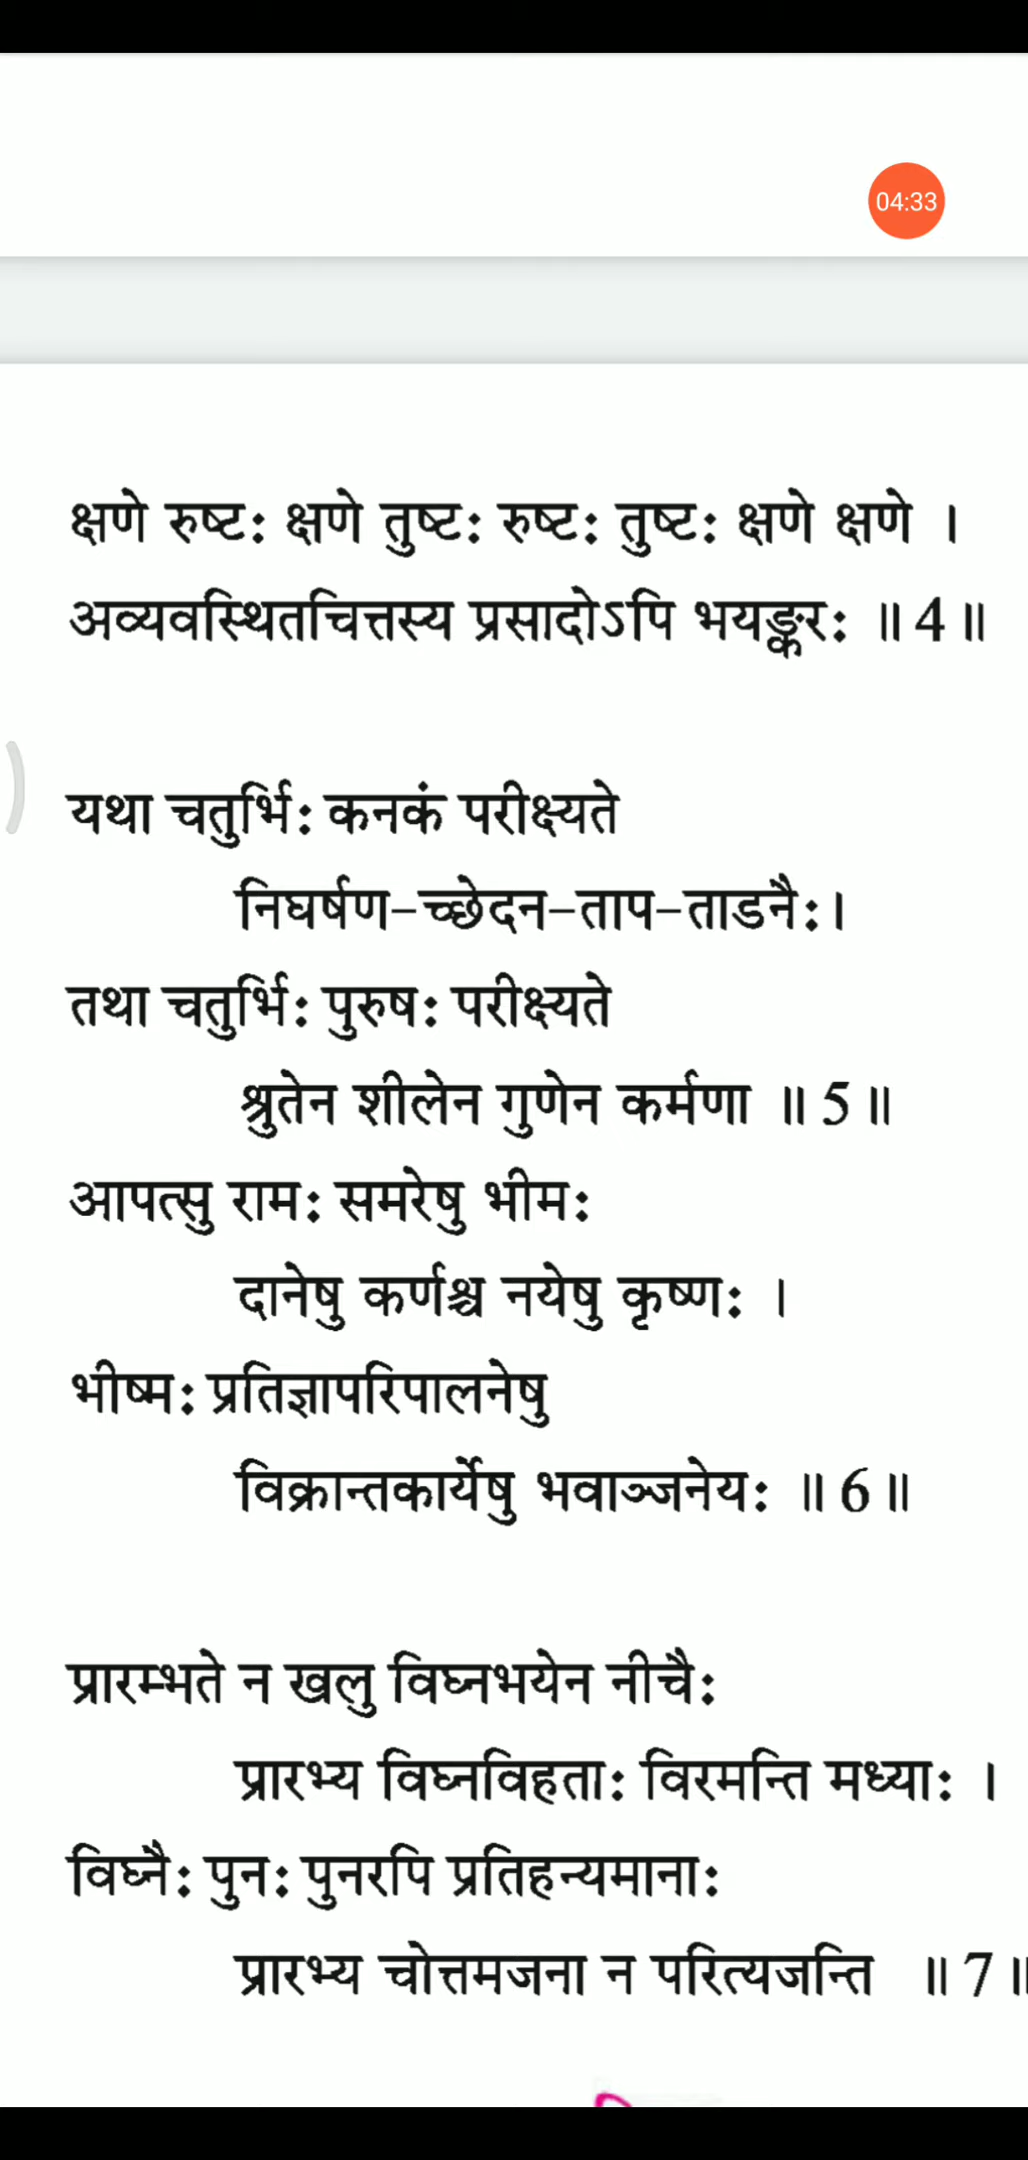 04:33
क्षणे रुष्टः क्षणे तुष्टः रुष्टः तुष्टः क्षणे क्षणे ।
अव्यवस्थितचित्तस्य प्रसादोऽपि भयङ्करः ॥ 4 ॥
यथा चतुर्भिः कनकं परीक्ष्यते
निघर्षण-च्छेदन-ताप-ताडनैः।
तथा चतुर्भिः पुरुषः परीक्ष्यते
श्रुतेन शीलेन गुणेन कर्मणा ॥ 5 ॥
आपत्सु रामः समरेषु भीमः
दानेषु कर्णश्च नयेषु कृष्णः ।
भीष्मः प्रतिज्ञापरिपालनेषु
विक्रान्तकार्येषु भवाञ्जनेयः ॥ 6 ॥
प्रारम्भते न खलु विघ्नभयेन नीचैः
प्रारभ्य विघ्नविहताः विरमन्ति मध्याः ।
विघ्नैः पुनः पुनरपि प्रतिहन्यमानाः
प्रारभ्य चोत्तमजना न परित्यजन्ति ॥ 7 ॥